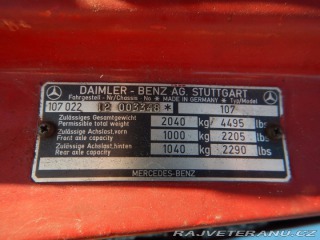 DAIMLER - BENZ AG. STUTTGART
Fahrgestell-Nr/Chassis-No ★ MADE IN GERMANY ★ Typ/Model
107 022 12 003348 * 107
Zulässiges Gesamtgewicht
Permissible total weight 2040 kg/ 4495 lbs
Zulässige Achslast.vorn
Front axle capacity 1000 kg/ 2205 lbs
Zulässige Achslast.hinten
Rear axle capacity 1040 kg/ 2290 lbs
MERCEDES-BENZ
RAJVETERANU.CZ